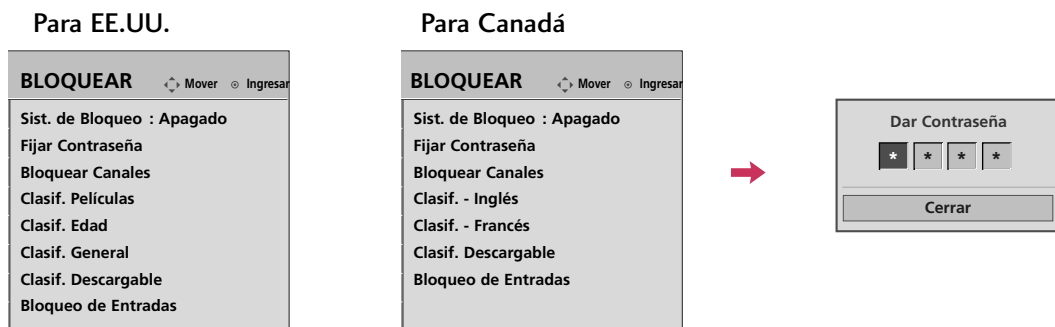 Para EE.UU.
BLOQUEAR Mover Ingresar
Sist. de Bloqueo : Apagado
Fijar Contraseña
Bloquear Canales
Clasif. Películas
Clasif. Edad
Clasif. General
Clasif. Descargable
Bloqueo de Entradas
Para Canadá
BLOQUEAR Mover Ingresar
Sist. de Bloqueo : Apagado
Fijar Contraseña
Bloquear Canales
Clasif. - Inglés
Clasif. - Francés
Clasif. Descargable
Bloqueo de Entradas
Dar Contraseña
* * * *
Cerrar